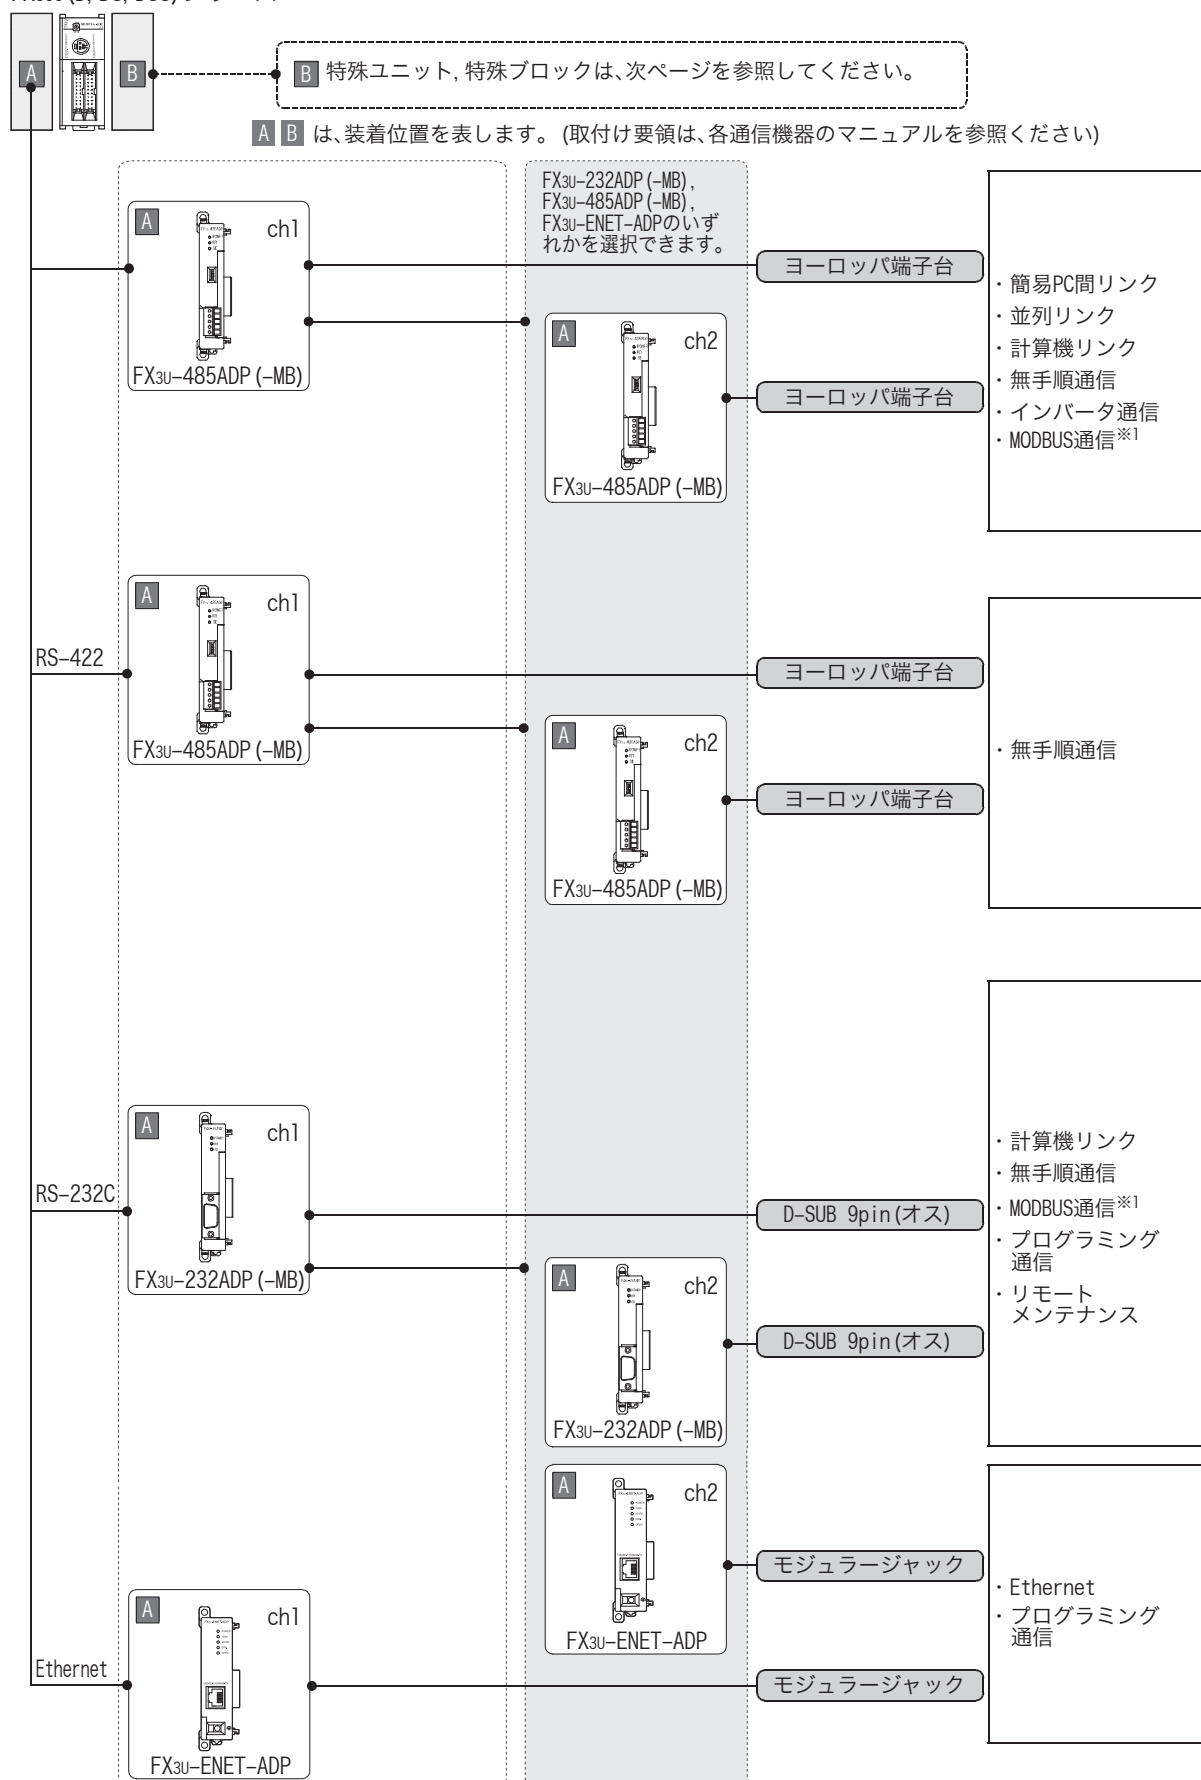 A
B
B 特殊ユニット, 特殊ブロックは、次ページを参照してください。
A B は、装着位置を表します。 (取付け要領は、各通信機器のマニュアルを参照ください)
A
ch1
FX3U-485ADP(-MB)
FX3U-232ADP(-MB),
FX3U-485ADP(-MB),
FX3U-ENET-ADPのいず
れかを選択できます。
ヨーロッパ端子台
A
ch2
FX3U-485ADP(-MB)
ヨーロッパ端子台
・簡易PC間リンク
・並列リンク
・計算機リンク
・無手順通信
・インバータ通信
・MODBUS通信※1
RS-422
A
ch1
FX3U-485ADP(-MB)
ヨーロッパ端子台
A
ch2
FX3U-485ADP(-MB)
ヨーロッパ端子台
・無手順通信
RS-232C
A
ch1
FX3U-232ADP(-MB)
D-SUB 9pin(オス)
A
ch2
FX3U-232ADP(-MB)
D-SUB 9pin(オス)
・計算機リンク
・無手順通信
・MODBUS通信※1
・プログラミング
通信
・リモート
メンテナンス
A
ch2
FX3U-ENET-ADP
モジュラージャック
Ethernet
A
ch1
FX3U-ENET-ADP
モジュラージャック
・Ethernet
・プログラミング
通信